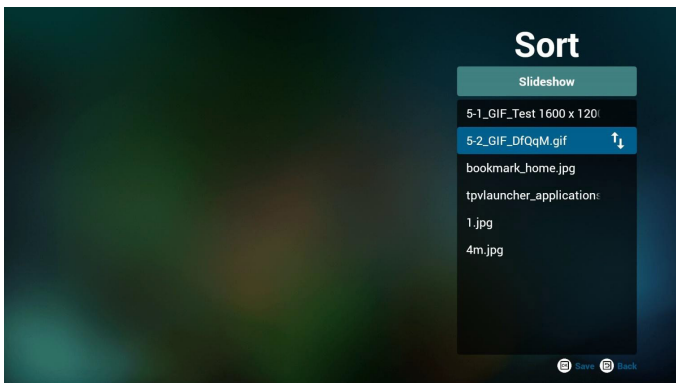 Sort
Slideshow
5-1_GIF_Test 1600 x 120
5-2_GIF_DfQqM.gif
bookmark_home.jpg
tpvlauncher_applications
1.jpg
4m.jpg
Save Back